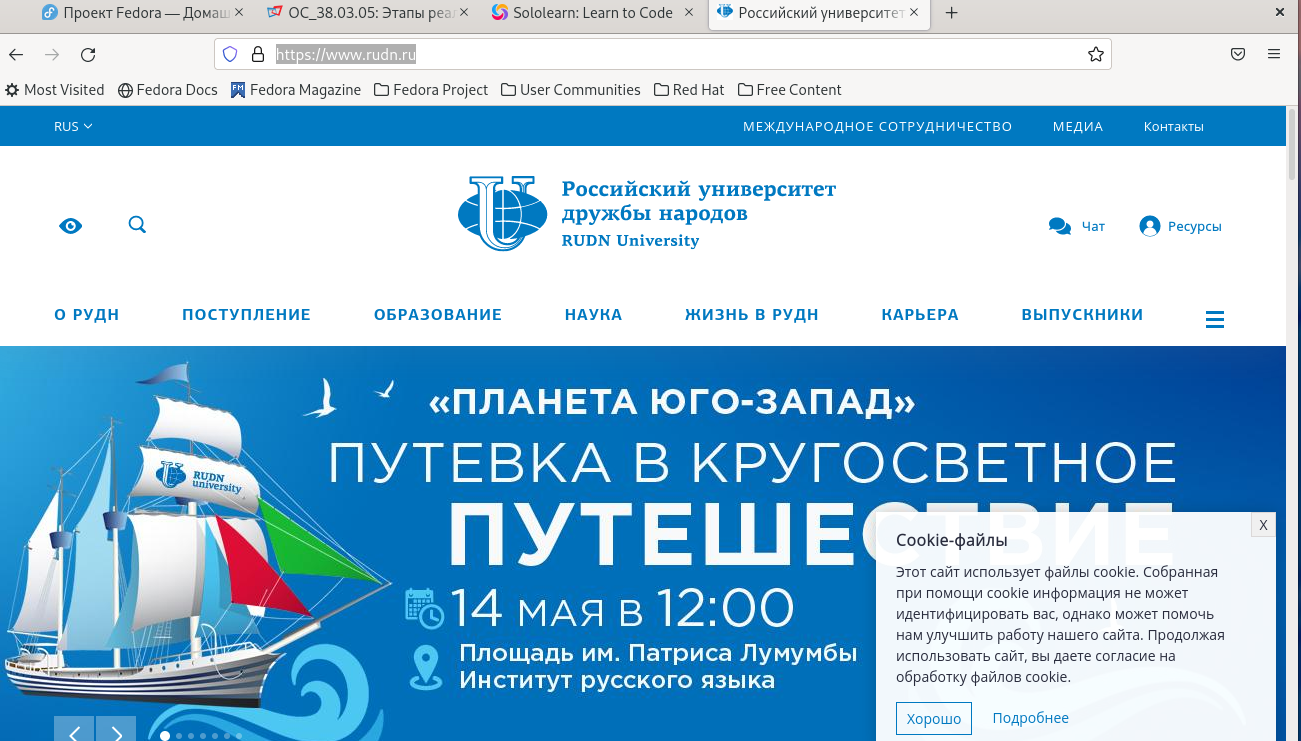 Проект Fedora — Домаш
ОС_38.03.05: Этапы реал
Sololearn: Learn to Code
Российский университет
https://www.rudn.ru
Most Visited
Fedora Docs
Fedora Magazine
Fedora Project
User Communities
Red Hat
Free Content
RUS
МЕЖДУНАРОДНОЕ СОТРУДНИЧЕСТВО
МЕДИА
Контакты
Российский университет
дружбы народов
RUDN University
Чат
Ресурсы
О РУДН
ПОСТУПЛЕНИЕ
ОБРАЗОВАНИЕ
НАУКА
ЖИЗНЬ В РУДН
КАРЬЕРА
ВЫПУСКНИКИ
«ПЛАНЕТА ЮГО-ЗАПАД»
ПУТЕВКА В КРУГОСВЕТНОЕ
ПУТЕШЕСТВИЕ
RUDN
university
14 МАЯ В 12:00
Площадь им. Патриса Лумумбы
Институт русского языка
X
Cookie-файлы
Этот сайт использует файлы cookie. Собранная
при помощи cookie информация не может
идентифицировать вас, однако может помочь
нам улучшить работу нашего сайта. Продолжая
использовать сайт, вы даете согласие на
обработку файлов cookie.
Хорошо
Подробнее